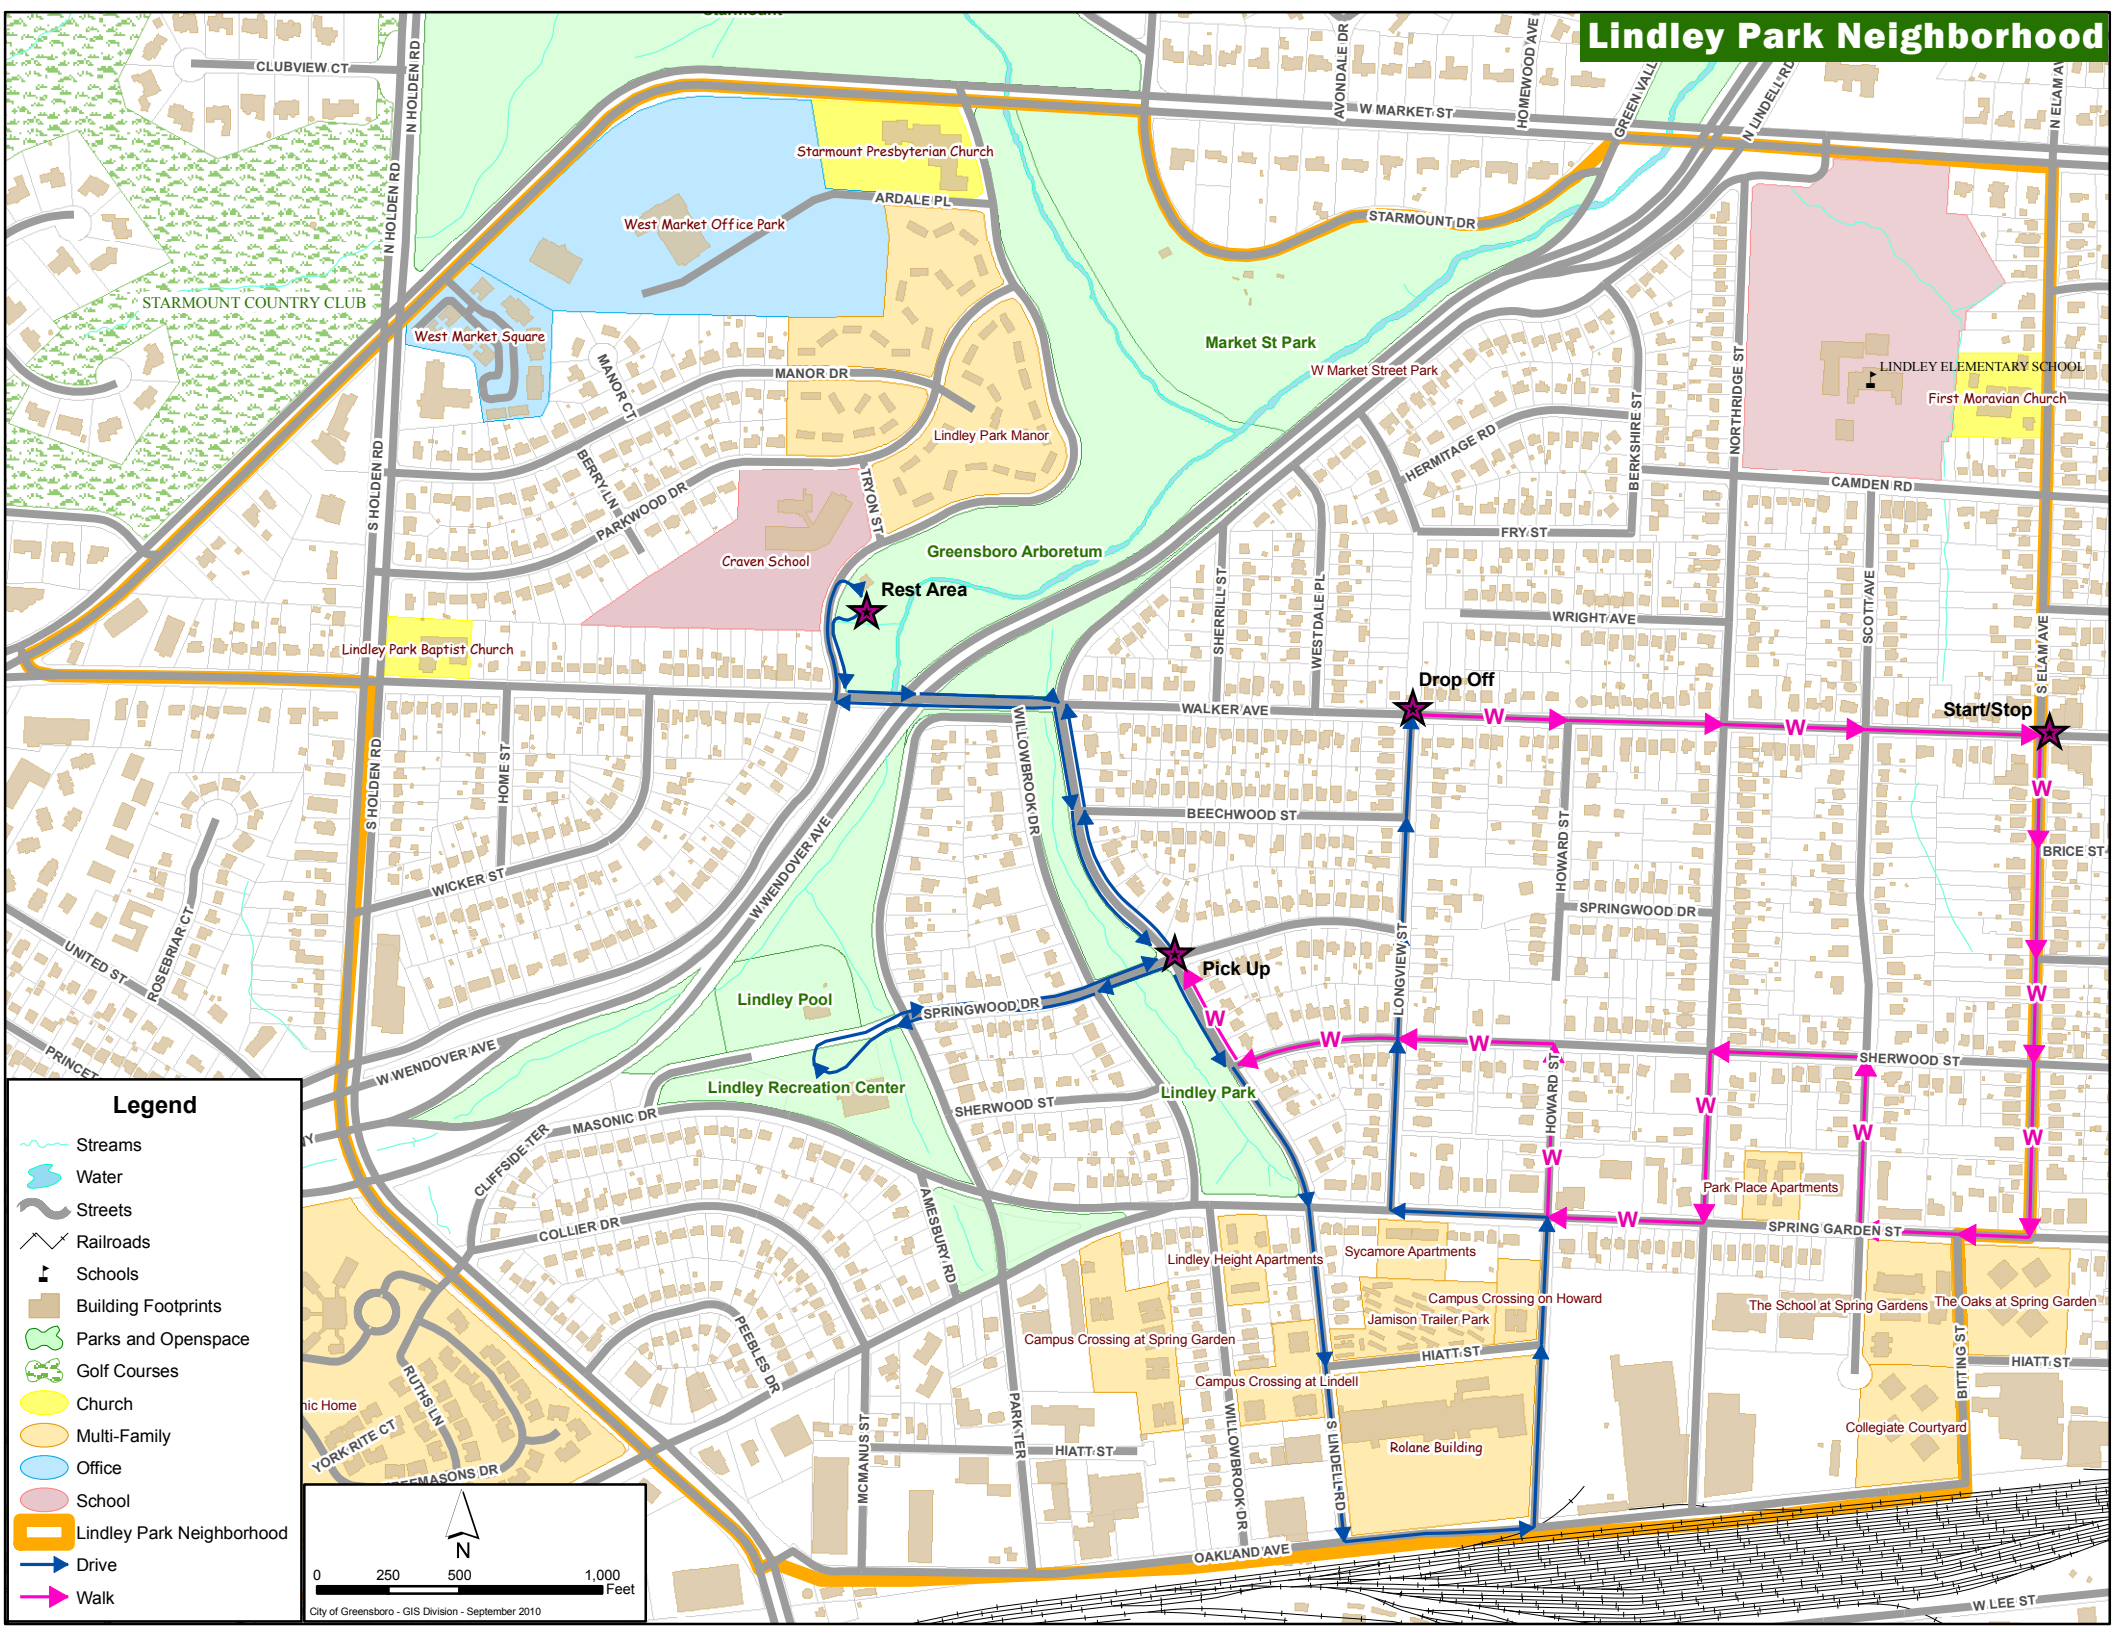 Starmount
Lindley Park Neighborhood
CLUBVIEW CT
N HOLDEN RD
AVONDALE DR
HOMEWOOD AVE
GREEN VALL
N LINDELL RD
N ELAM AV
W MARKET ST
Starmount Presbyterian Church
ARDALE PL
N HOLDEN RD
West Market Office Park
STARMOUNT DR
STARMOUNT COUNTRY CLUB
West Market Square
Market St Park
W Market Street Park
MANOR CT
MANOR DR
NORTHRIDGE ST
LINDLEY ELEMENTARY SCHOOL
First Moravian Church
Lindley Park Manor
HERMITAGE RD
BERKSHIRE ST
S HOLDEN RD
BERRY LN
PARKWOOD DR
TRYON ST
CAMDEN RD
FRY ST
Craven School
Greensboro Arboretum
Rest Area
SHERRILL ST
WESTDALE PL
WRIGHT AVE
SCOTT AVE
S ELAM AVE
Lindley Park Baptist Church
Drop Off
WALKER AVE
Start/Stop
W
W
S HOLDEN RD
HOME ST
WILLOWBROOK DR
W
BEECHWOOD ST
HOWARD ST
BRICE ST
W WENDOVER AVE
WICKER ST
SPRINGWOOD DR
UNITED ST
ROSEBRIAR CT
LONGVIEW ST
Pick Up
W
Lindley Pool
SPRINGWOOD DR
W
W
W
PRINCET
W WENDOVER AVE
SHERWOOD ST
Lindley Recreation Center
Lindley Park
HOWARD ST
SHERWOOD ST
MASONIC DR
CLIFFSIDE TER
W
W
W
W
Park Place Apartments
AMESBURY RD
COLLIER DR
W
SPRING GARDEN ST
Lindley Height Apartments
Sycamore Apartments
Campus Crossing on Howard
Jamison Trailer Park
The School at Spring Gardens
The Oaks at Spring Garden
Campus Crossing at Spring Garden
PEEBLES DR
HIATT ST
HIATT ST
BITTING ST
Campus Crossing at Lindell
RUTHS LN
nic Home
YORK RITE CT
PARK TER
WILLOWBROOK DR
S LINDELL RD
Rolane Building
Collegiate Courtyard
MCMANUS ST
HIATT ST
EEMASONS DR
OAKLAND AVE
W LEE ST
Legend
Streams
Water
Streets
Railroads
Schools
Building Footprints
Parks and Openspace
Golf Courses
Church
Multi-Family
Office
School
Lindley Park Neighborhood
Drive
Walk
N
0 250 500 1,000
Feet
City of Greensboro - GIS Division - September 2010